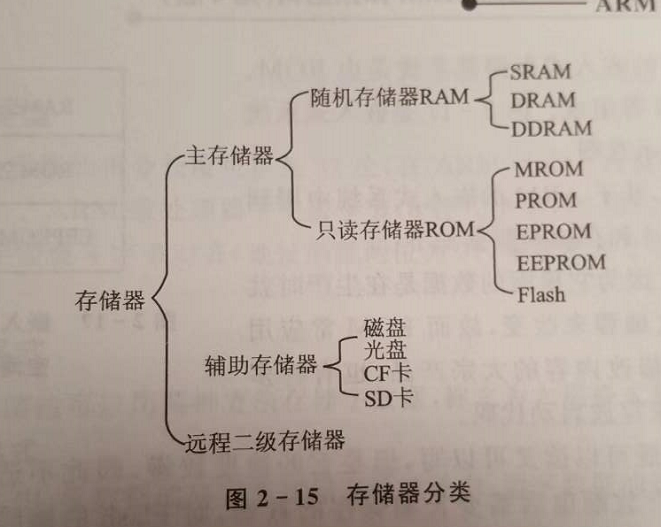 ARM
存储器
主存储器
随机存储器RAM
SRAM
DRAM
DDRAM
只读存储器ROM
MROM
PROM
EPROM
EEPROM
Flash
辅助存储器
磁盘
光盘
CF卡
SD卡
远程二级存储器
图 2-15 存储器分类